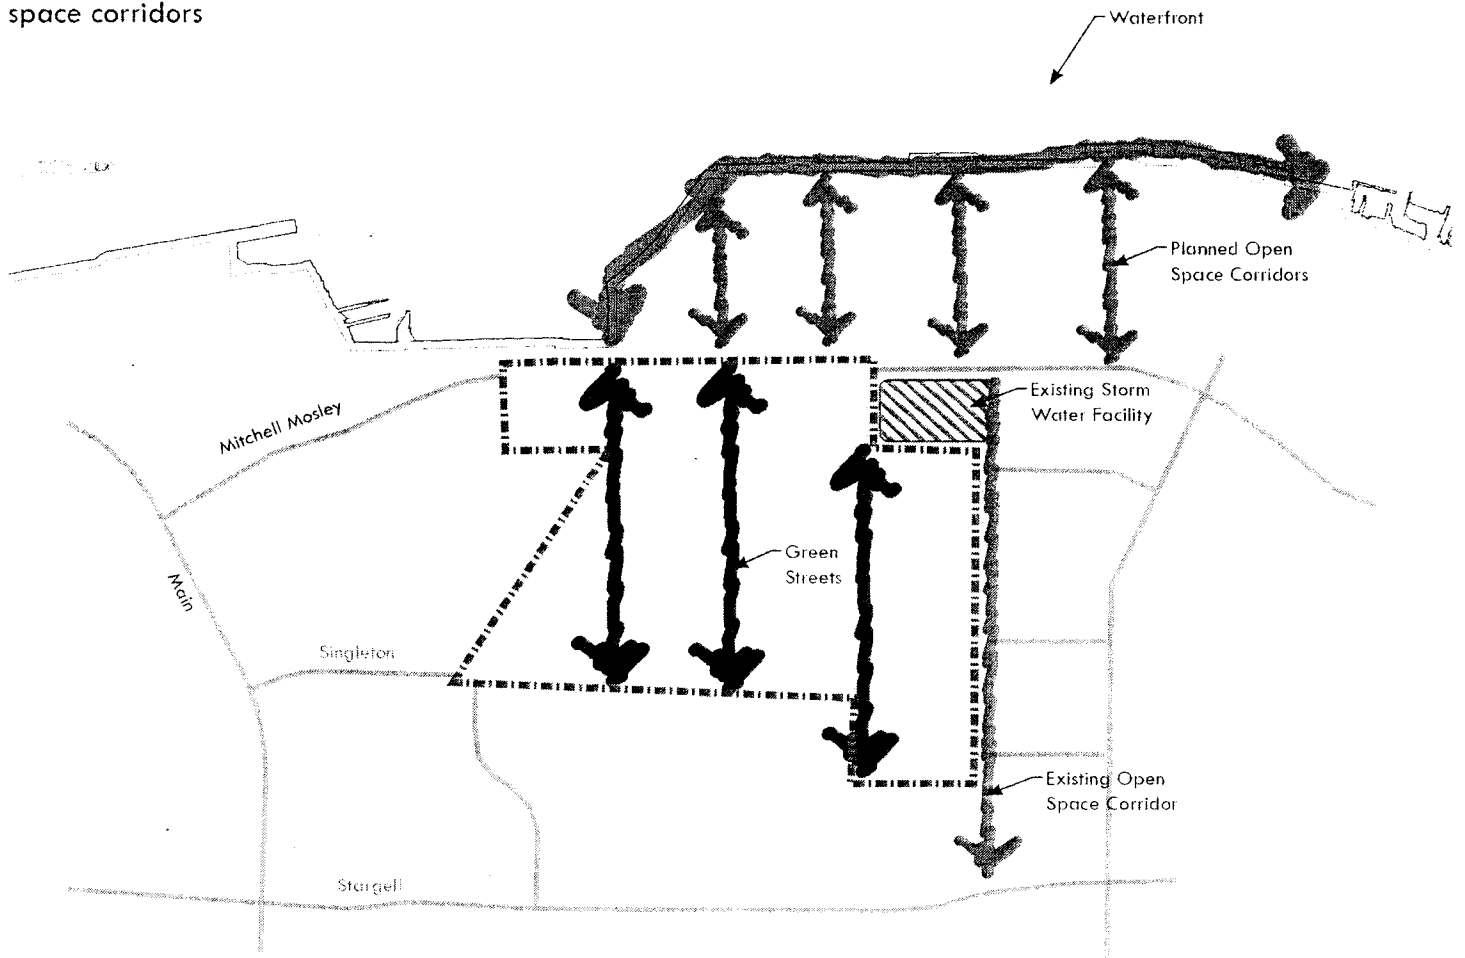 space corridors
Waterfront
Planned Open
Space Corridors
Existing Storm
Water Facility
Mitchell Mosley
Green
Streets
Main
Singleton
Existing Open
Space Corridor
Stargell